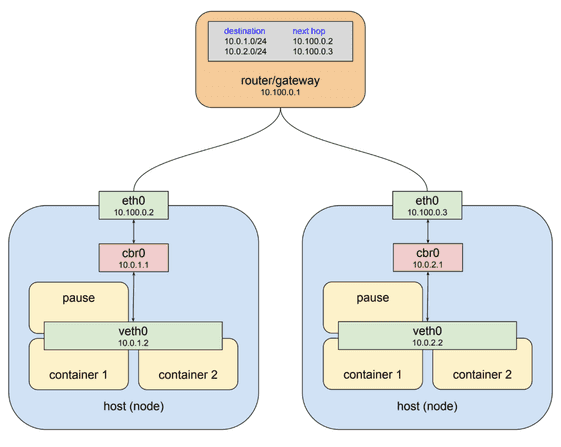 destination next hop
10.0.1.0/24 10.100.0.2
10.0.2.0/24 10.100.0.3
router/gateway
10.100.0.1
eth0
10.100.0.2
cbr0
10.0.1.1
pause
veth0
10.0.1.2
container 1 container 2
host (node)
eth0
10.100.0.3
cbr0
10.0.2.1
pause
veth0
10.0.2.2
container 1 container 2
host (node)